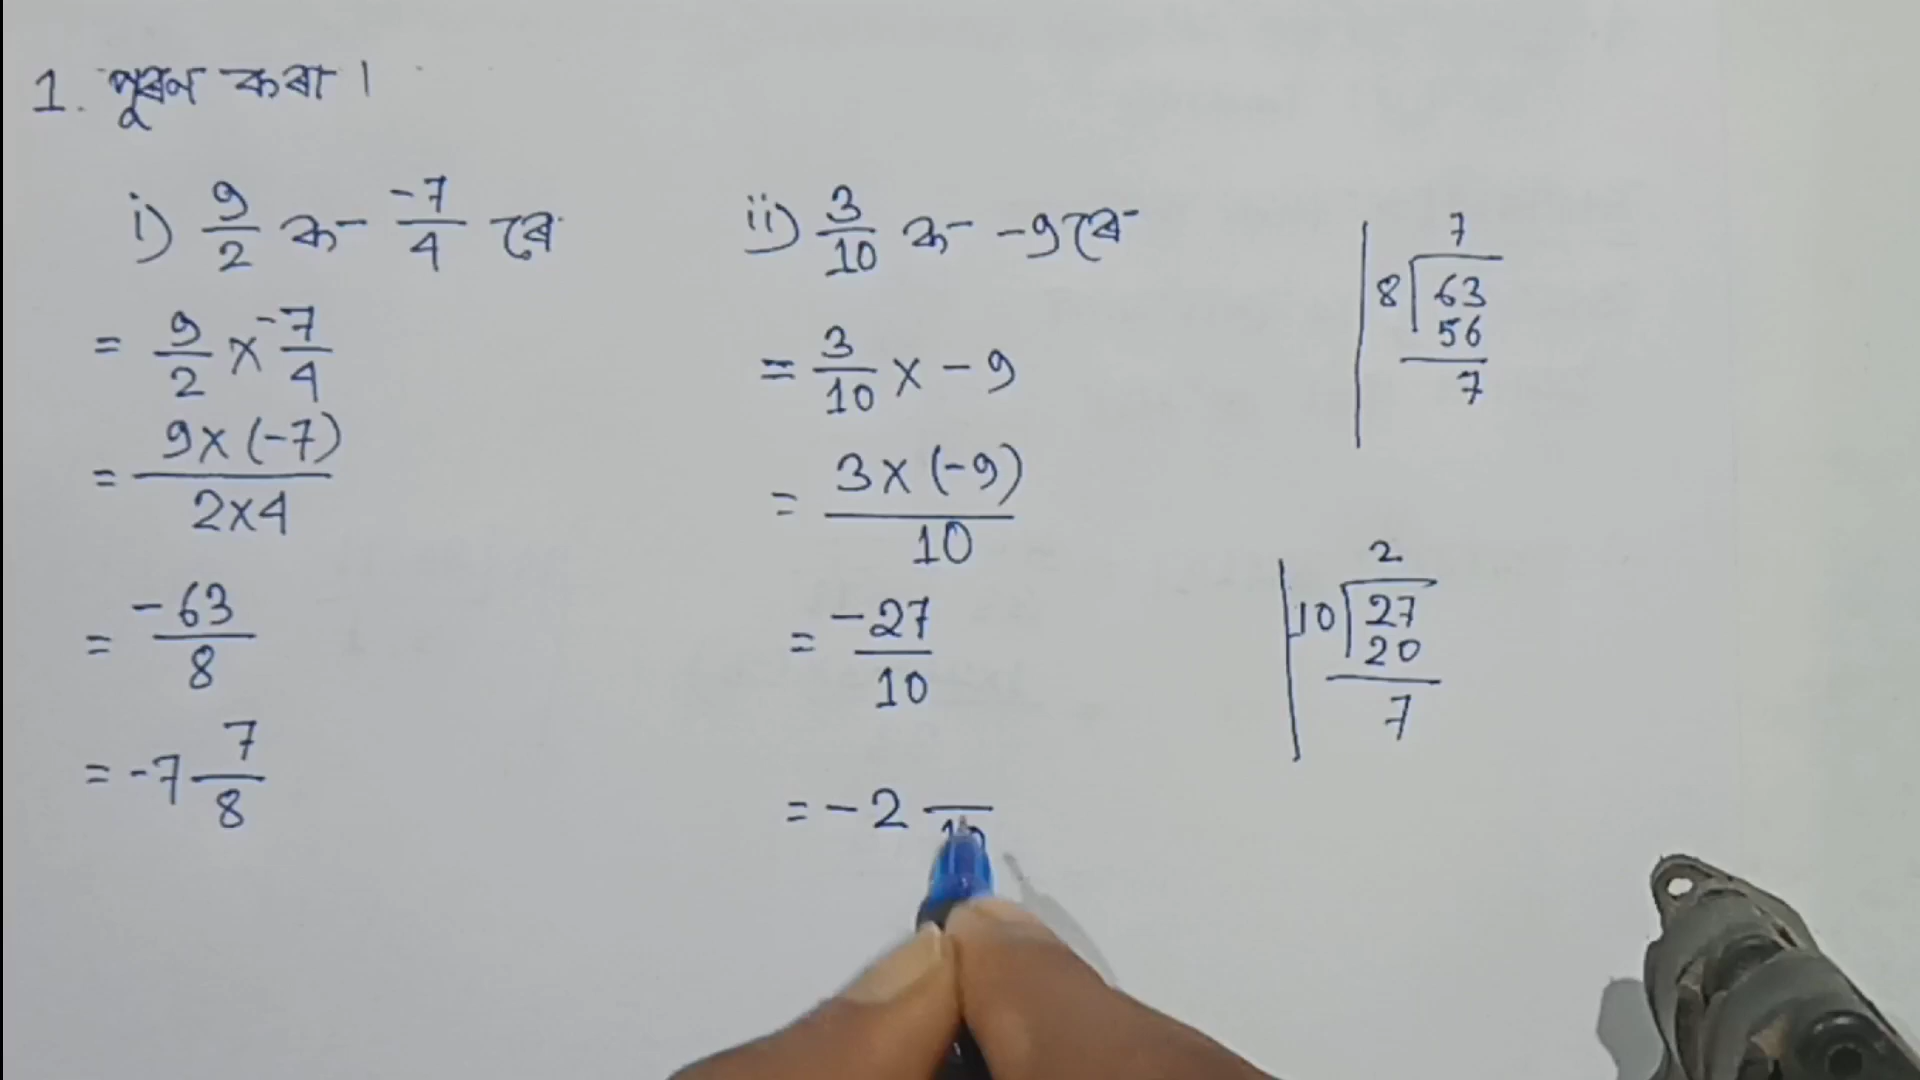 1. পূৰণ কৰা ।
i) 9/2 ক -7/4 ৰে
= 9/2 × -7/4
= 9×(-7)/2×4
= -63/8
= -7 7/8
ii) 3/10 ক -9ৰে
= 3/10 × -9
= 3×(-9)/10
= -27/10
= -2 /10
7
8 63
56
7
2
10 27
20
7